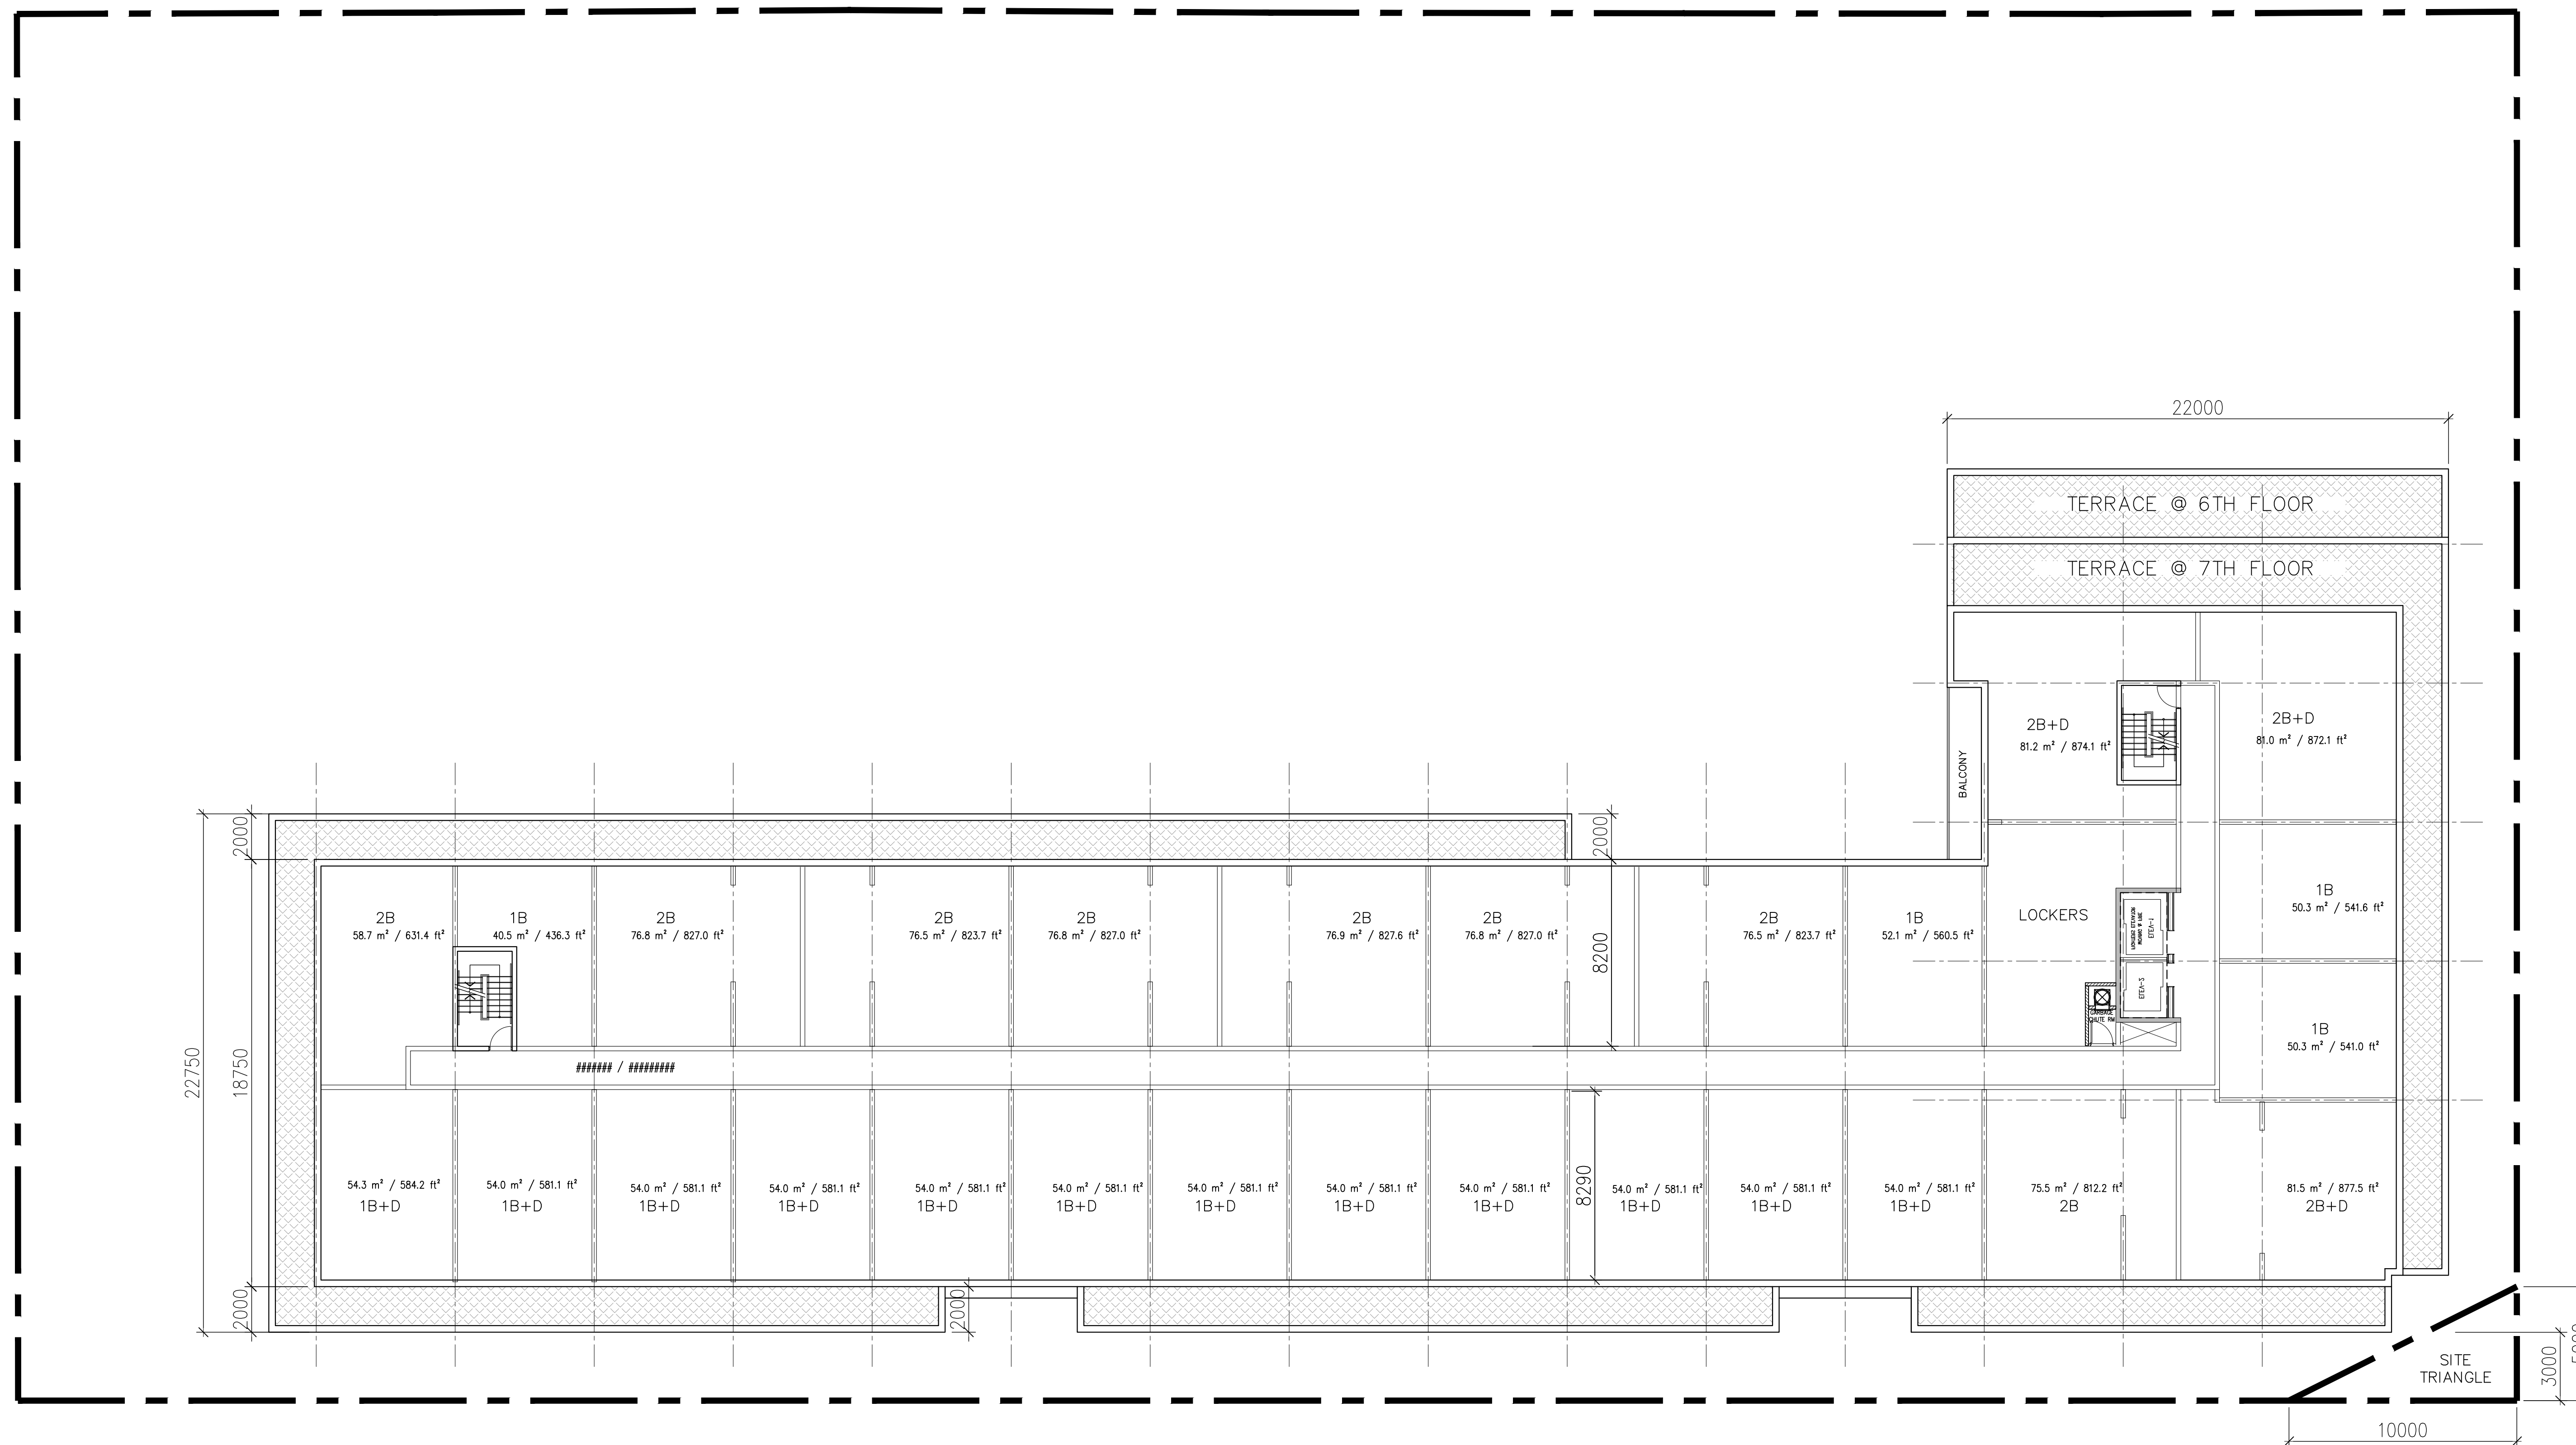 22000
TERRACE @ 6TH FLOOR
TERRACE @ 7TH FLOOR
2B+D
81.2 m² / 874.1 ft²
2B+D
81.0 m² / 872.1 ft²
BALCONY
22750
2000
18750
2000
2B
58.7 m² / 631.4 ft²
1B
40.5 m² / 436.3 ft²
2B
76.8 m² / 827.0 ft²
2B
76.5 m² / 823.7 ft²
2B
76.8 m² / 827.0 ft²
2B
76.9 m² / 827.6 ft²
2B
76.8 m² / 827.0 ft²
2000
8200
2B
76.5 m² / 823.7 ft²
1B
52.1 m² / 560.5 ft²
LOCKERS
ELEV-1
ELEV-2
GARBAGE
CHUTE RM
1B
50.3 m² / 541.6 ft²
1B
50.3 m² / 541.0 ft²
####### / #########
54.3 m² / 584.2 ft²
1B+D
54.0 m² / 581.1 ft²
1B+D
54.0 m² / 581.1 ft²
1B+D
54.0 m² / 581.1 ft²
1B+D
54.0 m² / 581.1 ft²
1B+D
54.0 m² / 581.1 ft²
1B+D
54.0 m² / 581.1 ft²
1B+D
54.0 m² / 581.1 ft²
1B+D
54.0 m² / 581.1 ft²
1B+D
8290
54.0 m² / 581.1 ft²
1B+D
54.0 m² / 581.1 ft²
1B+D
54.0 m² / 581.1 ft²
1B+D
75.5 m² / 812.2 ft²
2B
81.5 m² / 877.5 ft²
2B+D
2000
SITE
TRIANGLE
3000
10000